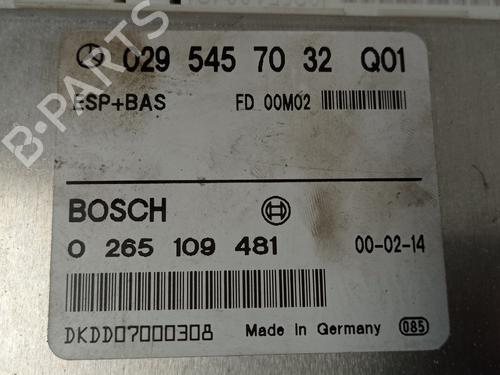 029 545 70 32 Q01
ESP+BAS FD 00M02
BOSCH
0 265 109 481 00-02-14
DKDD07000308 Made in Germany 085